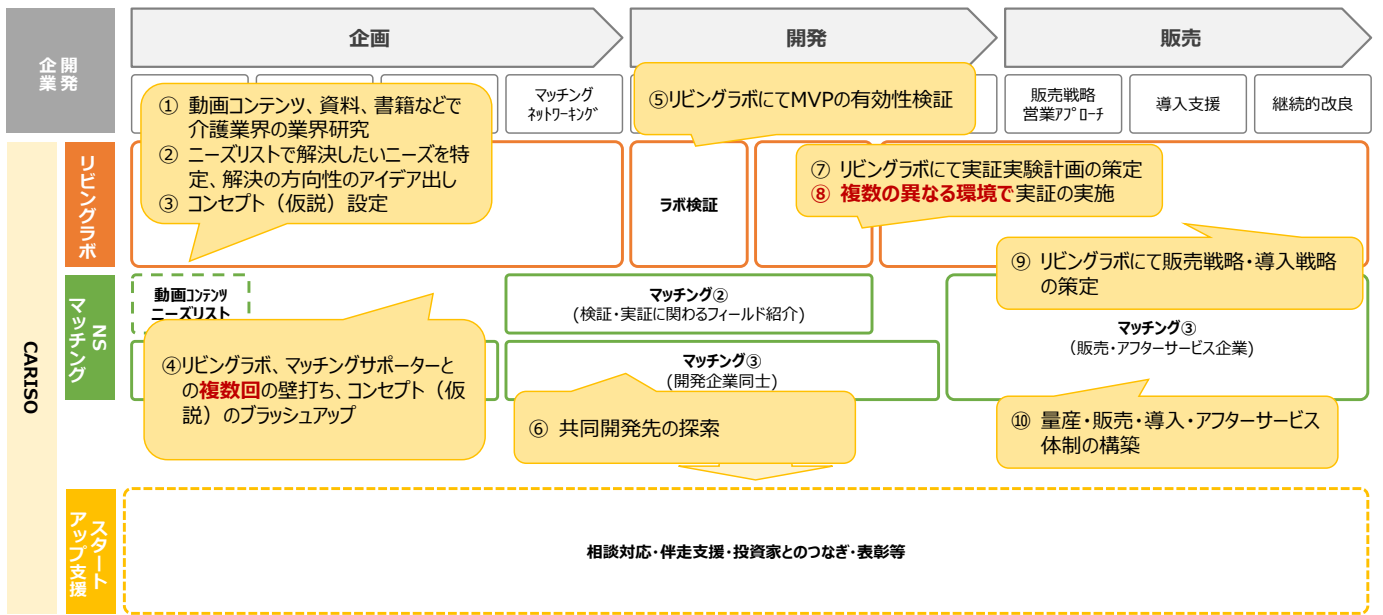 開発
企業
企画
開発
販売
マッチング
ﾈｯﾄﾜｰｷﾝｸﾞ
販売戦略
営業ｱﾌﾟﾛｰﾁ
導入支援
継続的改良
① 動画コンテンツ、資料、書籍などで
介護業界の業界研究
② ニーズリストで解決したいニーズを特
定、解決の方向性のアイデア出し
③ コンセプト（仮説）設定
⑤リビングラボにてMVPの有効性検証
CARISO
リビングラボ
ラボ検証
⑦ リビングラボにて実証実験計画の策定
⑧ 複数の異なる環境で実証の実施
⑨ リビングラボにて販売戦略・導入戦略
の策定
NS
マッチング
動画ｺﾝﾃﾝﾂ
ニーズリスト
マッチング②
(検証・実証に関わるフィールド紹介)
マッチング③
(開発企業同士)
マッチング③
（販売・アフターサービス企業)
④リビングラボ、マッチングサポーターと
の複数回の壁打ち、コンセプト（仮
説）のブラッシュアップ
⑥ 共同開発先の探索
⑩ 量産・販売・導入・アフターサービス
体制の構築
スタート
アップ支援
相談対応・伴走支援・投資家とのつなぎ・表彰等